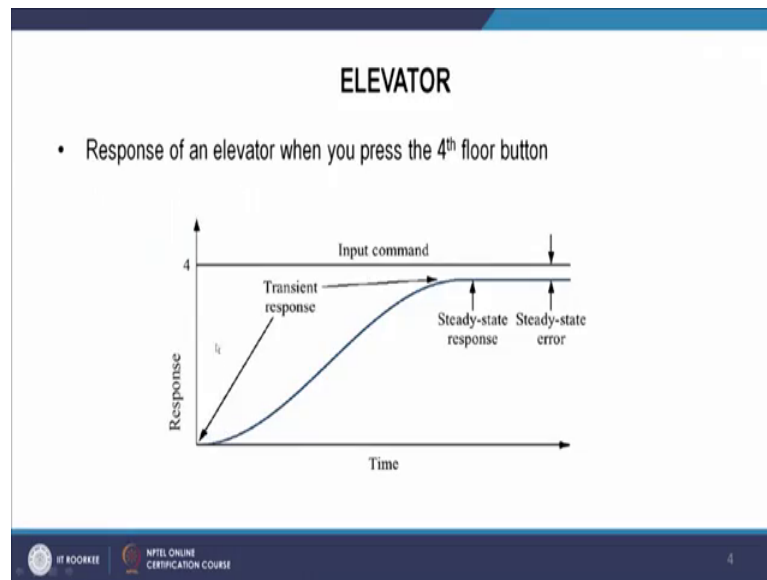 ELEVATOR
• Response of an elevator when you press the 4th floor button
Input command
4
Transient
response
Steady-state
response
Steady-state
error
Response
Time
IIT ROORKEE
NPTEL ONLINE
CERTIFICATION COURSE
4